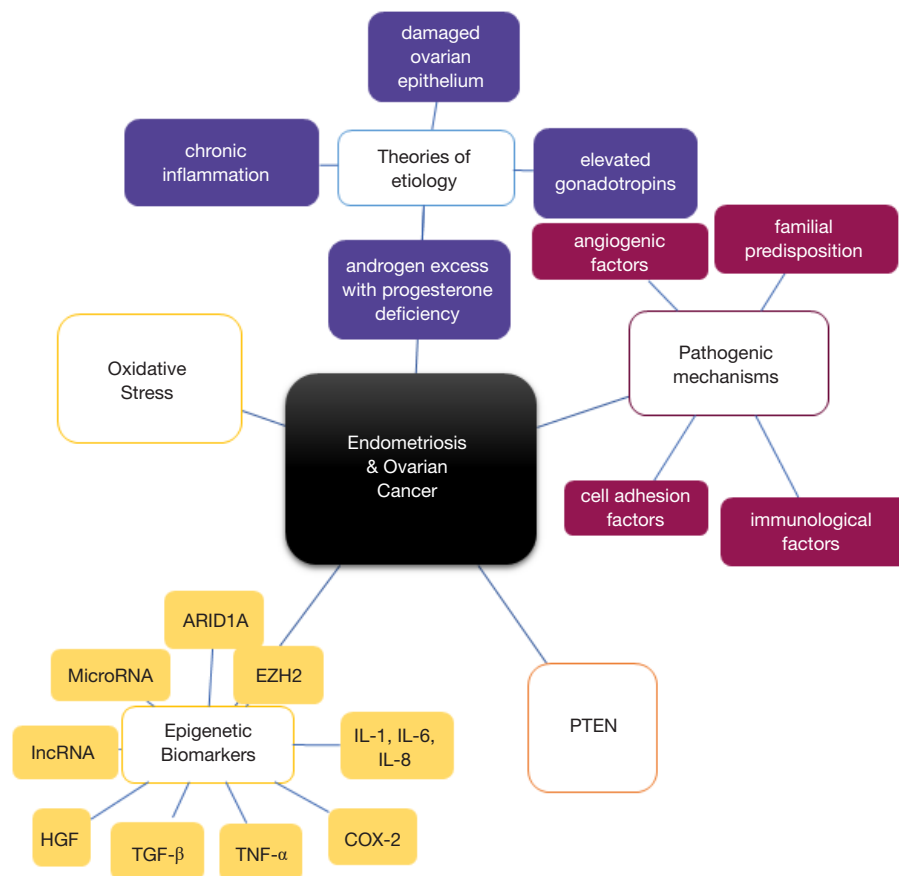 damaged
ovarian
epithelium
chronic
inflammation
Theories of
etiology
elevated
gonadotropins
androgen excess
with progesterone
deficiency
angiogenic
factors
familial
predisposition
Oxidative
Stress
Pathogenic
mechanisms
Endometriosis
& Ovarian
Cancer
cell adhesion
factors
immunological
factors
ARID1A
MicroRNA
EZH2
lncRNA
Epigenetic
Biomarkers
IL-1, IL-6,
IL-8
PTEN
HGF
TGF-β
TNF-α
COX-2